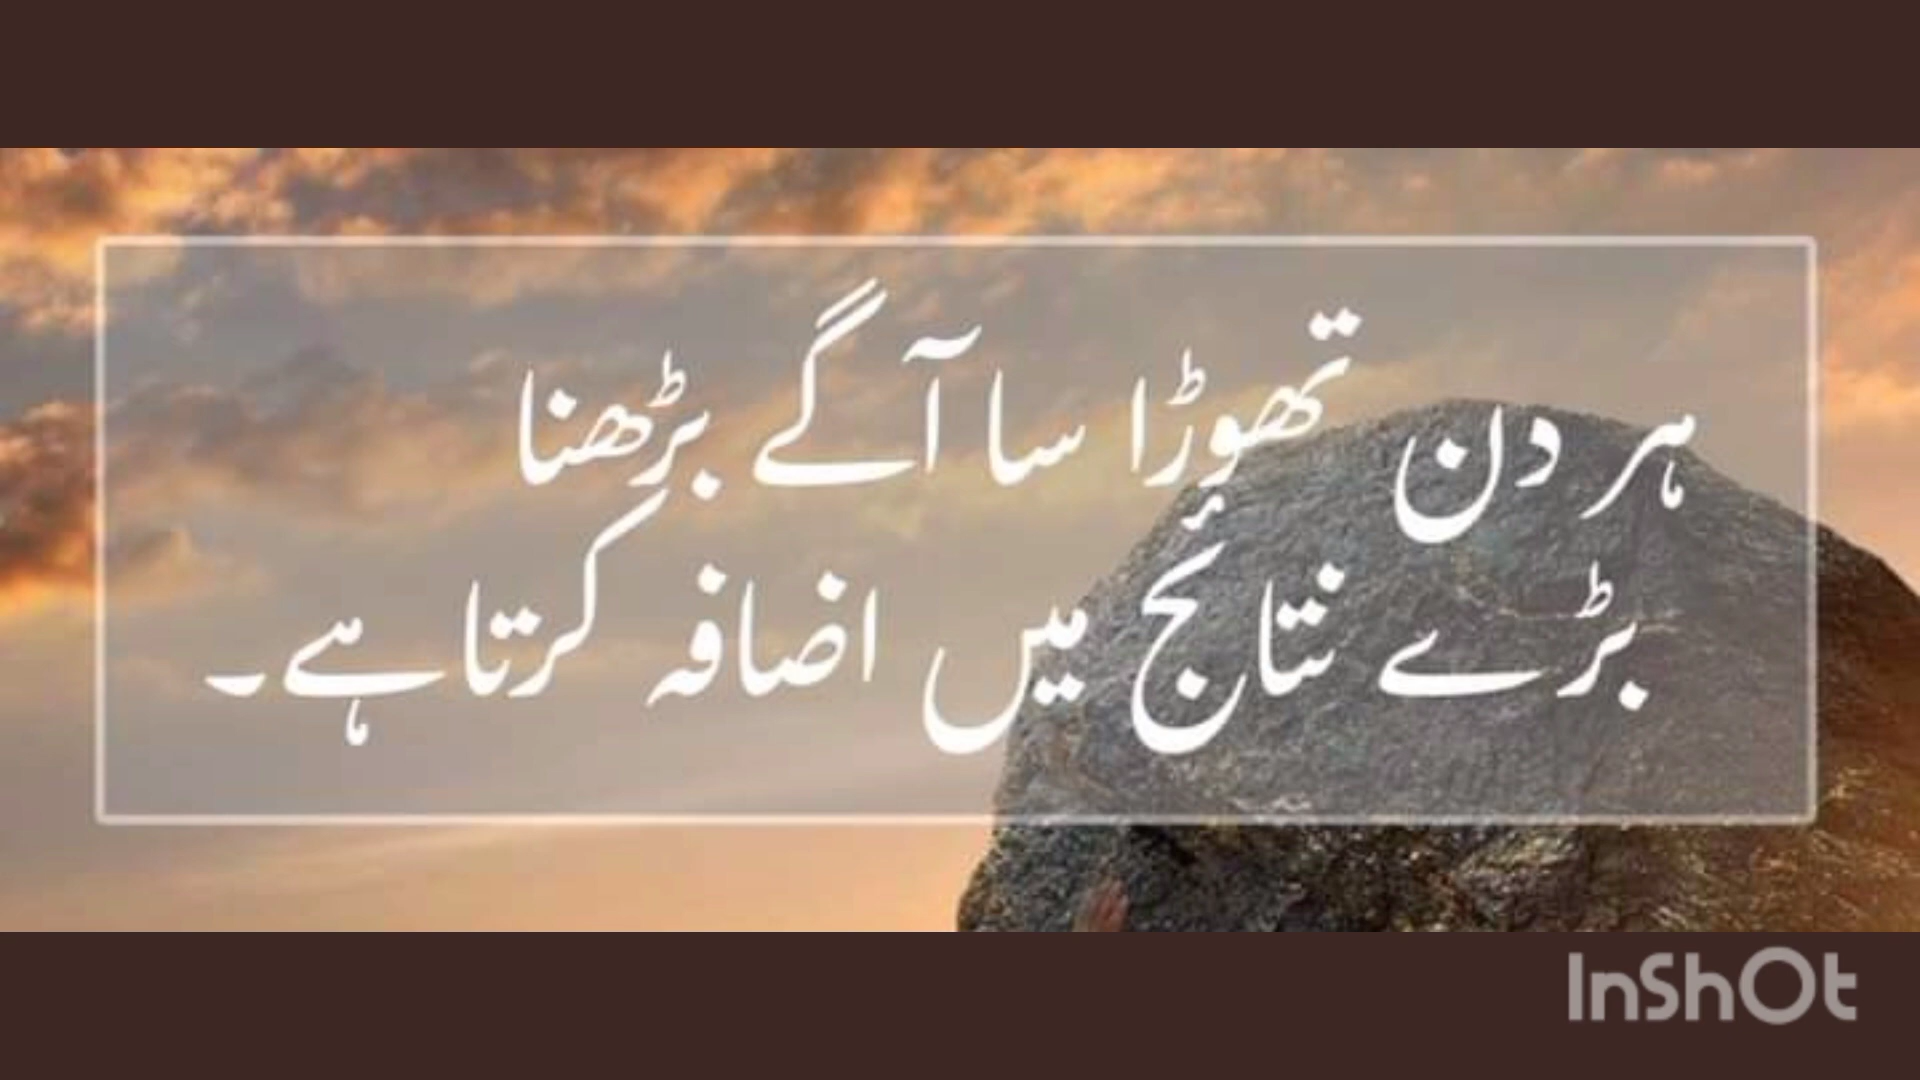 ہر دن تھوڑا سا آگے بڑھنا
بڑے نتائج میں اضافہ کرتا ہے۔
InShOt